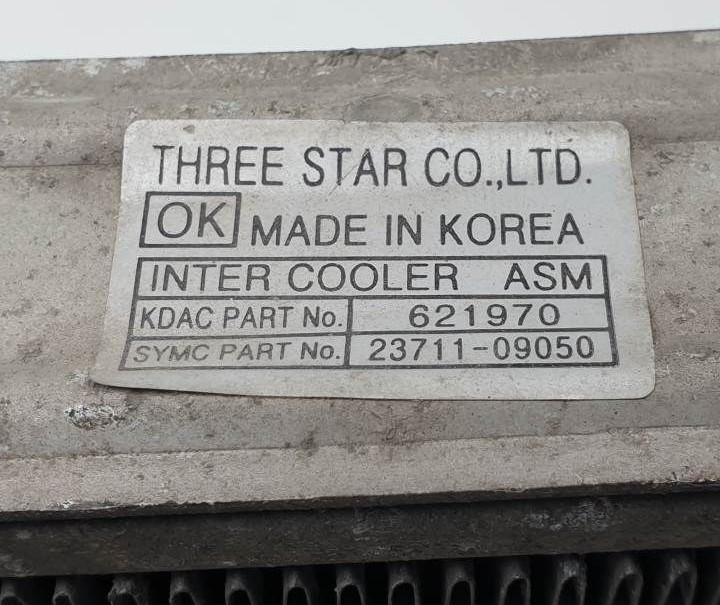 THREE STAR CO.,LTD.
OK MADE IN KOREA
INTER COOLER ASM
KDAC PART No. 621970
SYMC PART No. 23711-09050